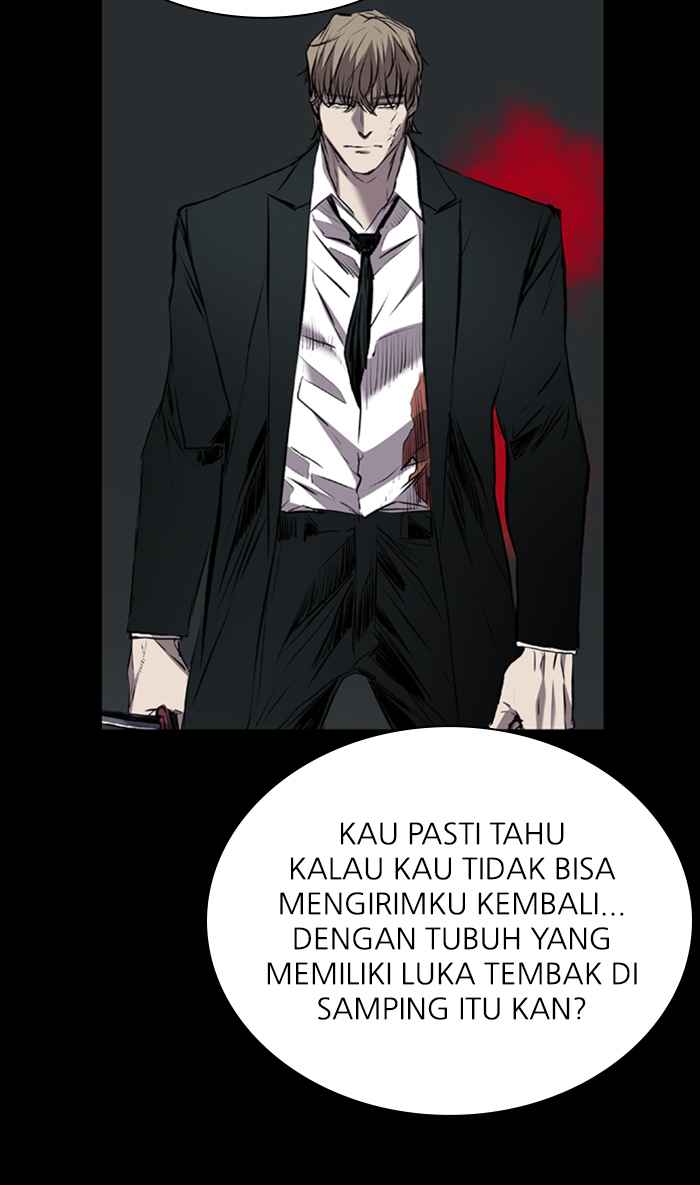 KAU PASTI TAHU
KALAU KAU TIDAK BISA
MENGIRIMKU KEMBALI...
DENGAN TUBUH YANG
MEMILIKI LUKA TEMBAK DI
SAMPING ITU KAN?